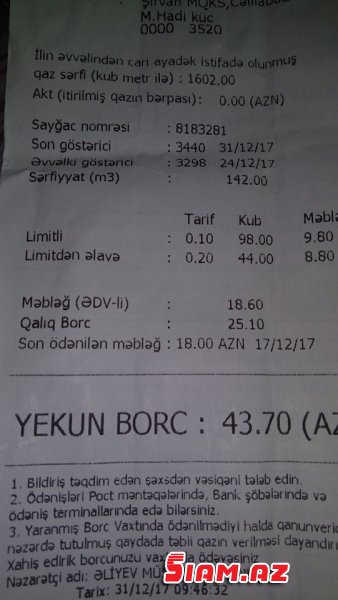 Şirvan MQKS,Cəlilabad
M.Hadi küc
0000 3520
İlin əvvəlindən cari ayadək istifadə olunmuş
qaz sərfi (kub metr ilə) : 1602.00
Akt (itirilmiş qazın bərpası): 0.00 (AZN)
Sayğac nomrəsi : 8183281
Son göstərici : 3440 31/12/17
Əvvəlki göstərici : 3298 24/12/17
Sərfiyyat (m3) : 142.00
Tarif Kub Məblə
Limitli : 0.10 98.00 9.80
Limitdən əlavə : 0.20 44.00 8.80
Məbləğ (ƏDV-li) : 18.60
Qalıq Borc : 25.10
Son ödənilən məbləğ : 18.00 AZN 17/12/17
YEKUN BORC : 43.70 (AZ
1. Bildiriş təqdim edən şəxsdən vəsiqəni tələb edin.
2. Ödənişləri Poct məntəqələrində, Bank şöbələrində və
ödəniş terminallarında edə bilərsiniz.
3. Yaranmış Borc Vaxtında ödənilmədiyi halda qanunveric
nəzərdə tutulmuş qaydada təbii qazın verilməsi dayandırı
Xahiş edirik borcunuzu vaxtında ödəyəsiniz
Nəzarətçi adı: ƏLİYEV
SIAM.AZ
Tarix: 31/12/17 09:46:32